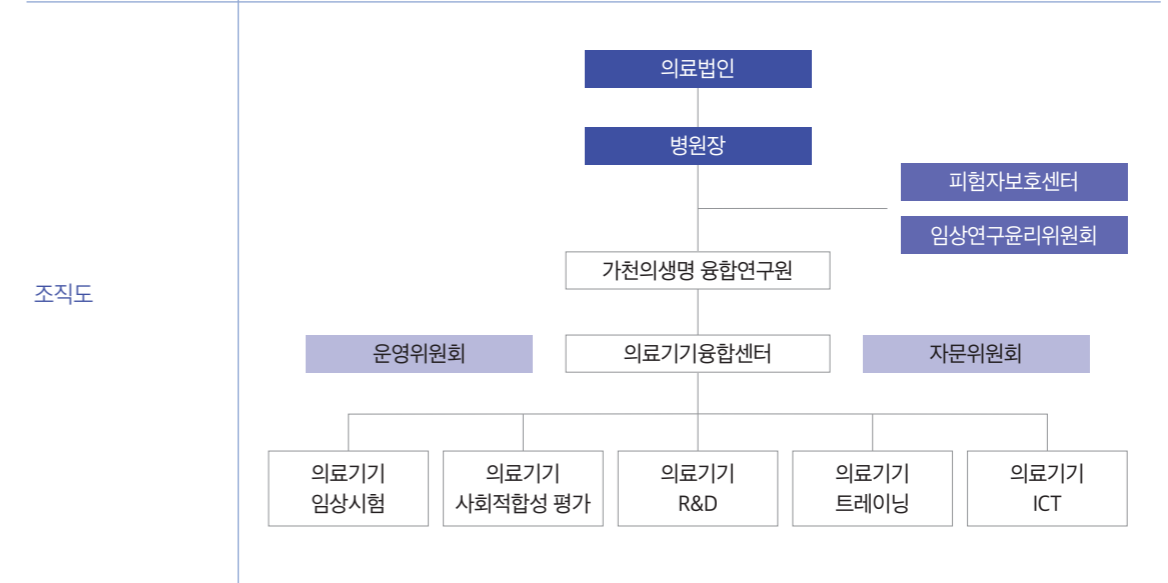 의료법인
병원장
피험자보호센터
임상연구윤리위원회
가천의생명 융합연구원
조직도
운영위원회
의료기기융합센터
자문위원회
의료기기
임상시험
의료기기
사회적합성 평가
의료기기
R&D
의료기기
트레이닝
의료기기
ICT